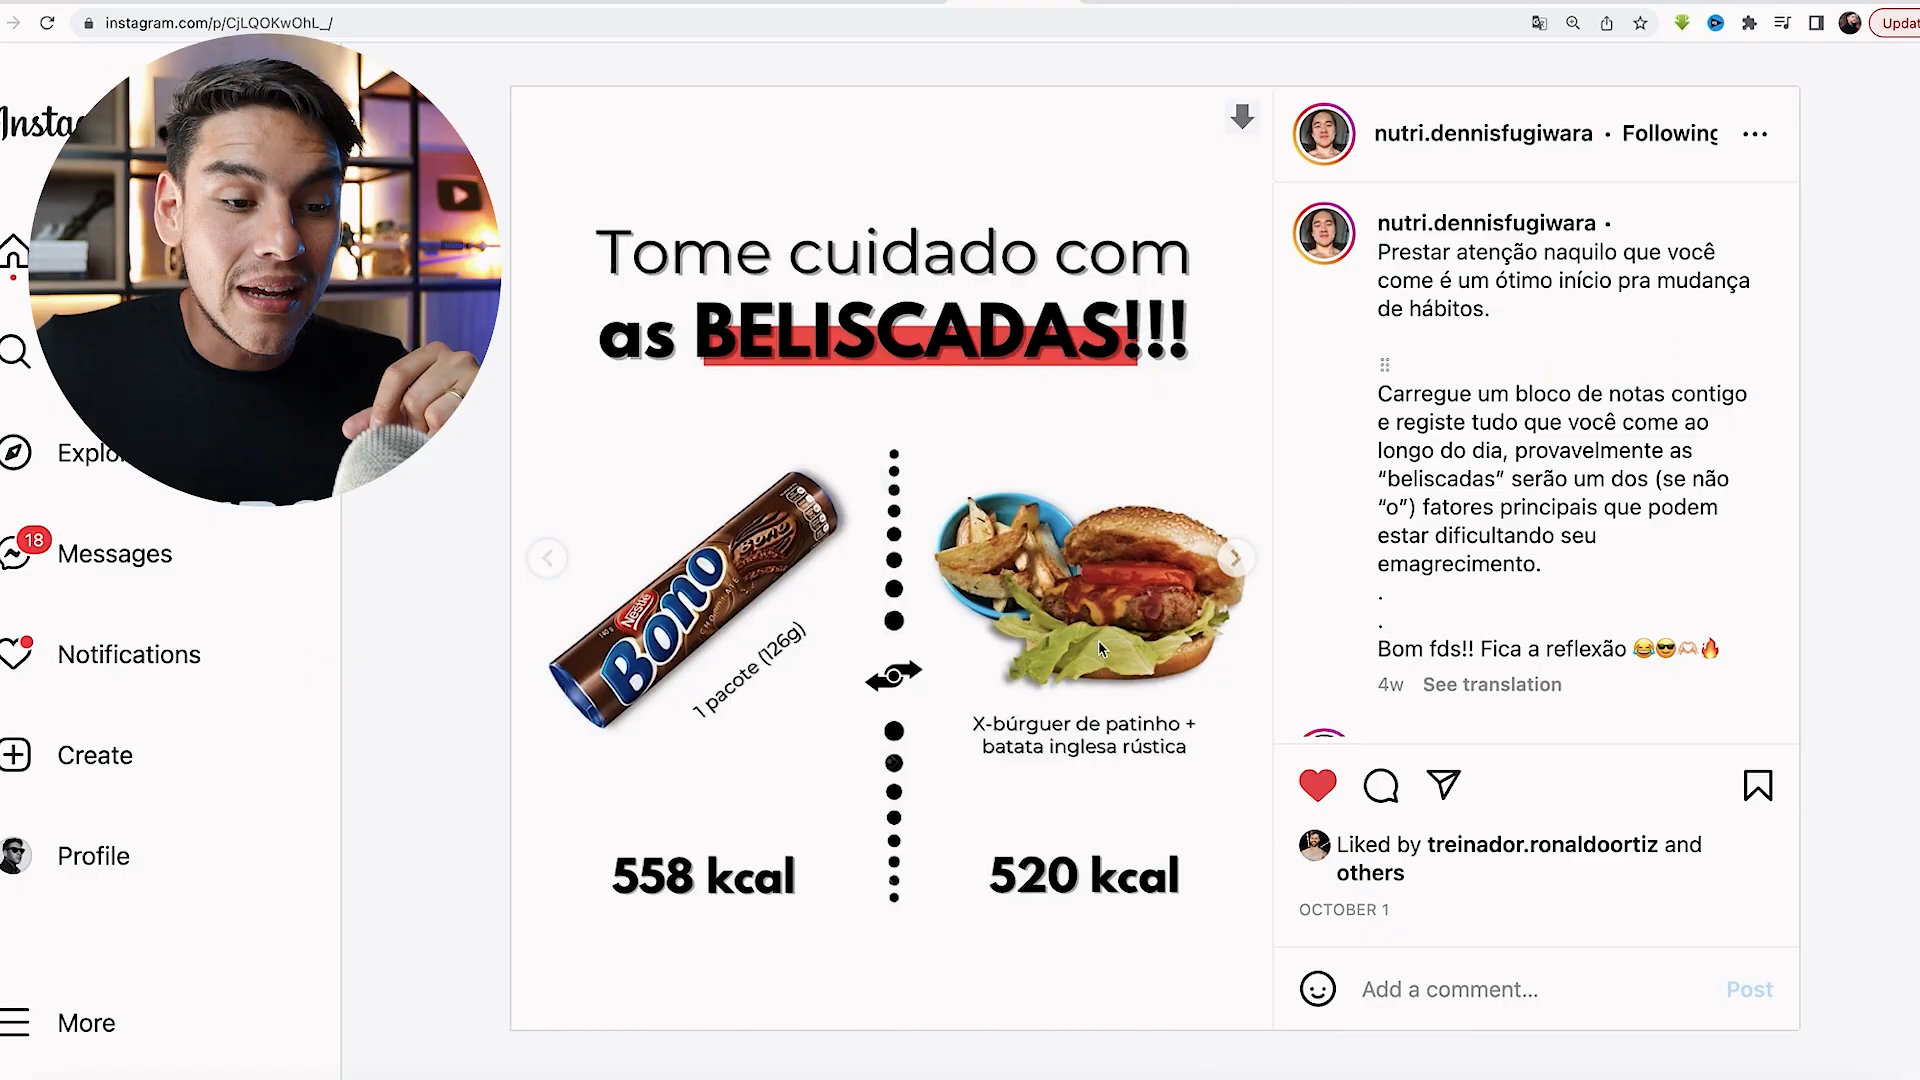 instagram.com/p/CjLQOKwOhL_/
Updat
Insta
Explo
18
Messages
Notifications
Create
Profile
More
Tome cuidado com
as BELISCADAS!!!
Nestlé
Bono
1 pacote (126g)
X-búrguer de patinho +
batata inglesa rústica
558 kcal
520 kcal
nutri.dennisfugiwara • Following
nutri.dennisfugiwara •
Prestar atenção naquilo que você
come é um ótimo início pra mudança
de hábitos.
⠿
Carregue um bloco de notas contigo
e registe tudo que você come ao
longo do dia, provavelmente as
“beliscadas” serão um dos (se não
“o”) fatores principais que podem
estar dificultando seu
emagrecimento.
.
.
Bom fds!! Fica a reflexão 😂😎🫶🔥
4w See translation
Liked by treinador.ronaldoortiz and
others
OCTOBER 1
Add a comment...
Post